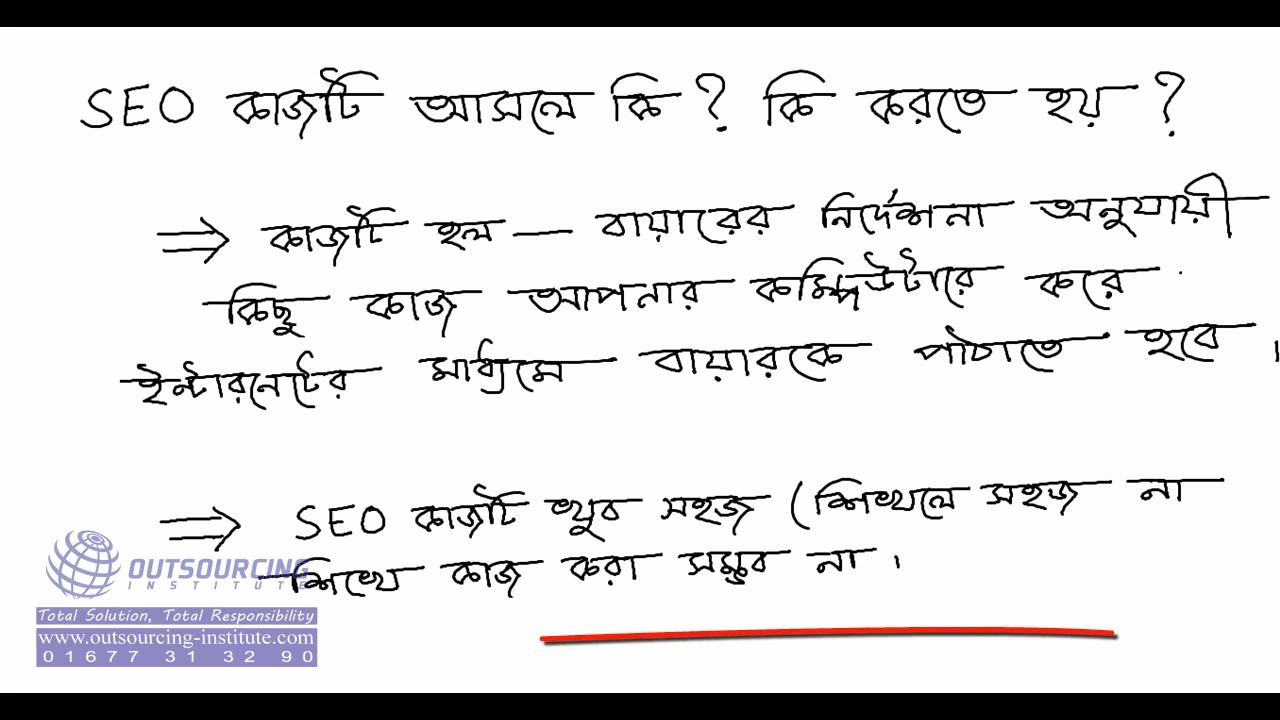 SEO কাজটি আসলে কি ? কি করতে হয় ?
⇒ কাজটি হল — বায়ারের নির্দেশনা অনুযায়ী
কিছু কাজ আপনার কম্পিউটারে করে
ইন্টারনেটের মাধ্যমে বায়ারকে পাঠাতে হবে ।
⇒ SEO কাজটি খুব সহজ ( শিখলে সহজ না
শিখে কাজ করা সম্ভব না ।
OUTSOURCING
INSTITUTE
Total Solution, Total Responsibility
www.outsourcing-institute.com
01677 31 32 90